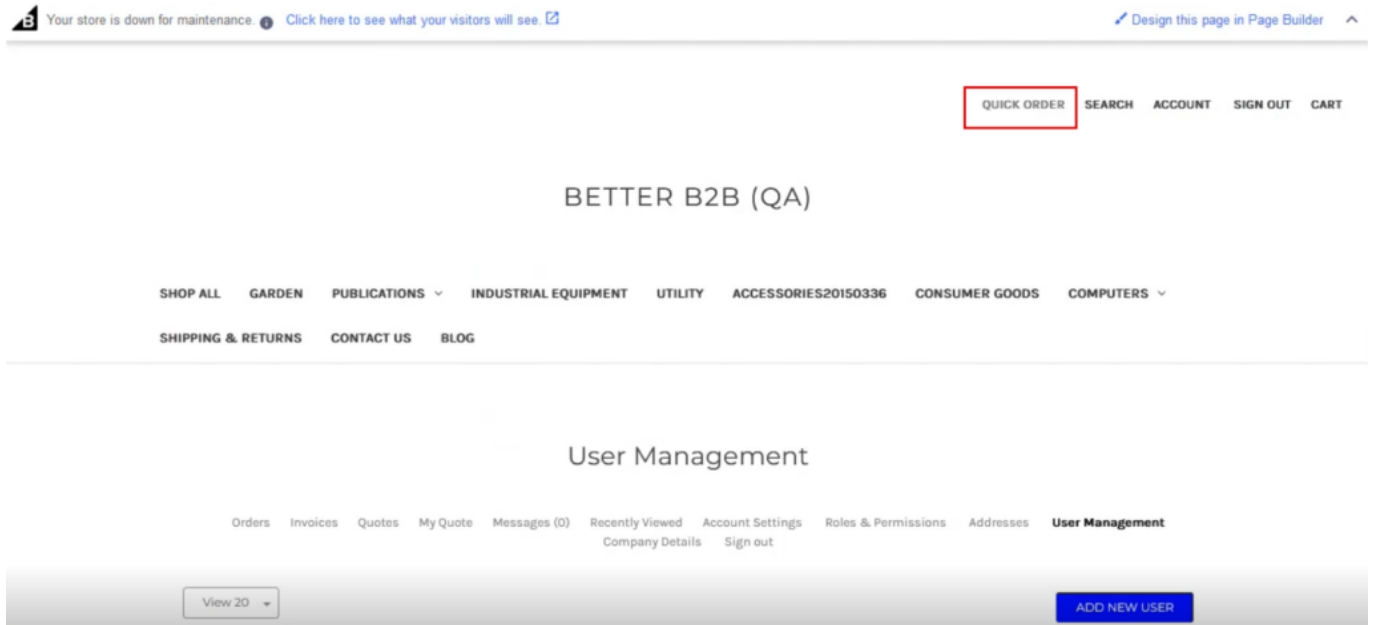 Your store is down for maintenance. Click here to see what your visitors will see. Design this page in Page Builder
QUICK ORDER SEARCH ACCOUNT SIGN OUT CART
BETTER B2B (QA)
SHOP ALL GARDEN PUBLICATIONS INDUSTRIAL EQUIPMENT UTILITY ACCESSORIES20150336 CONSUMER GOODS COMPUTERS
SHIPPING & RETURNS CONTACT US BLOG
User Management
Orders Invoices Quotes My Quote Messages (0) Recently Viewed Account Settings Roles & Permissions Addresses User Management
Company Details Sign out
View 20 ADD NEW USER